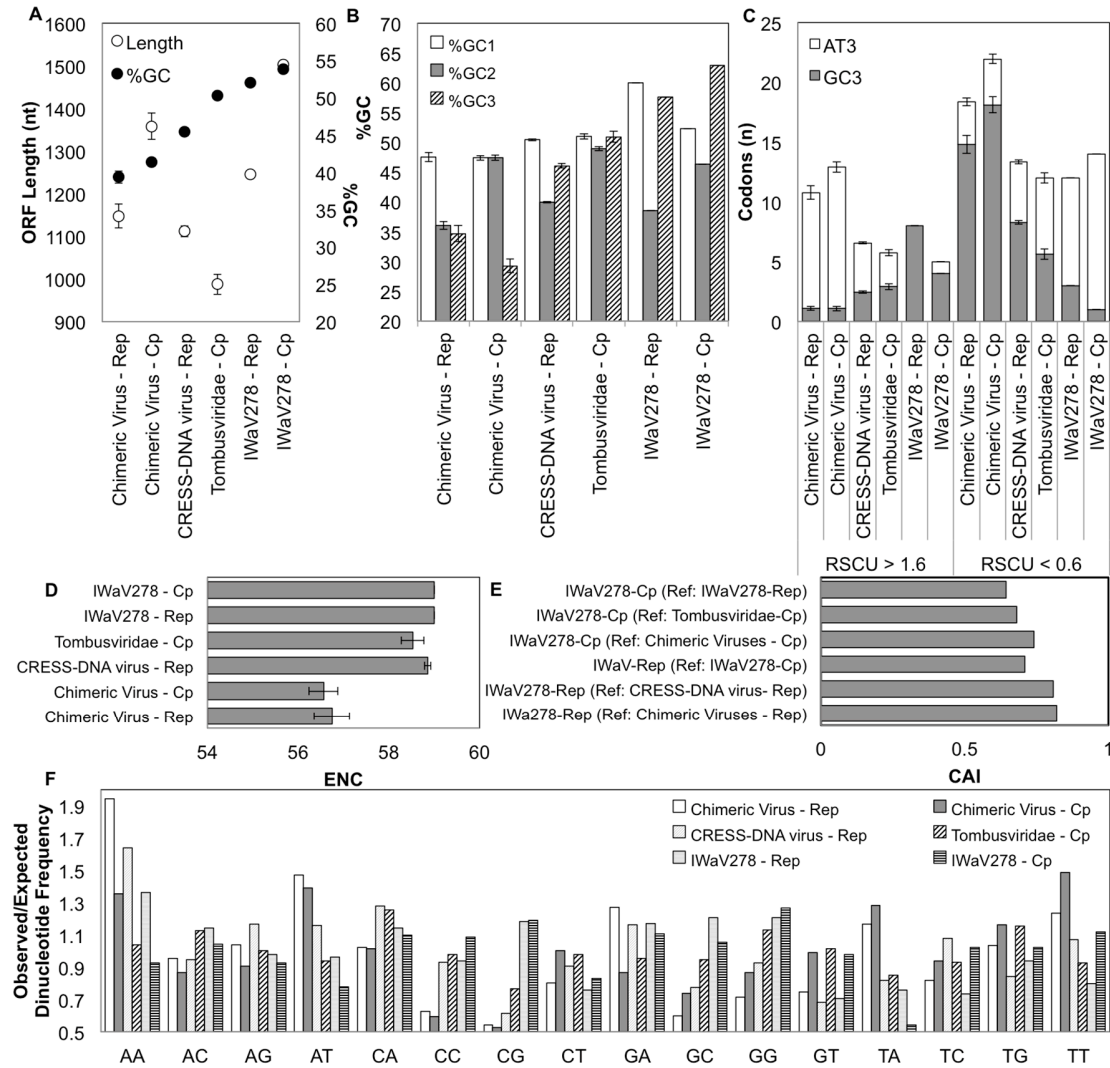 A
1600
1500
1400
1300
1200
1100
1000
900
ORF Length (nt)
Length
%GC
60
50
40
30
20
%GC
Chimeric Virus - Rep
Chimeric Virus - Cp
CRESS-DNA virus - Rep
Tombusviridae - Cp
IWaV278 - Rep
IWaV278 - Cp
B
70
65
60
55
50
45
40
35
30
25
20
%GC
%GC1
%GC2
%GC3
Chimeric Virus - Rep
Chimeric Virus - Cp
CRESS-DNA virus - Rep
Tombusviridae - Cp
IWaV278 - Rep
IWaV278 - Cp
C
25
20
15
10
5
0
Codons (n)
AT3
GC3
Chimeric Virus - Rep
Chimeric Virus - Cp
CRESS-DNA virus - Rep
Tombusviridae - Cp
IWaV278 - Rep
IWaV278 - Cp
Chimeric Virus - Rep
Chimeric Virus - Cp
CRESS-DNA virus - Rep
Tombusviridae - Cp
IWaV278 - Rep
IWaV278 - Cp
RSCU > 1.6
RSCU < 0.6
D
IWaV278 - Cp
IWaV278 - Rep
Tombusviridae - Cp
CRESS-DNA virus - Rep
Chimeric Virus - Cp
Chimeric Virus - Rep
54 56 58 60
ENC
E
IWaV278-Cp (Ref: IWaV278-Rep)
IWaV278-Cp (Ref: Tombusviridae-Cp)
IWaV278-Cp (Ref: Chimeric Viruses - Cp)
IWaV-Rep (Ref: IWaV278-Cp)
IWaV278-Rep (Ref: CRESS-DNA virus- Rep)
IWa278-Rep (Ref: Chimeric Viruses - Rep)
0 0.5 1
CAI
F
Observed/Expected
Dinucleotide Frequency
1.9
1.7
1.5
1.3
1.1
0.9
0.7
0.5
Chimeric Virus - Rep
Chimeric Virus - Cp
CRESS-DNA virus - Rep
Tombusviridae - Cp
IWaV278 - Rep
IWaV278 - Cp
AA AC AG AT CA CC CG CT GA GC GG GT TA TC TG TT